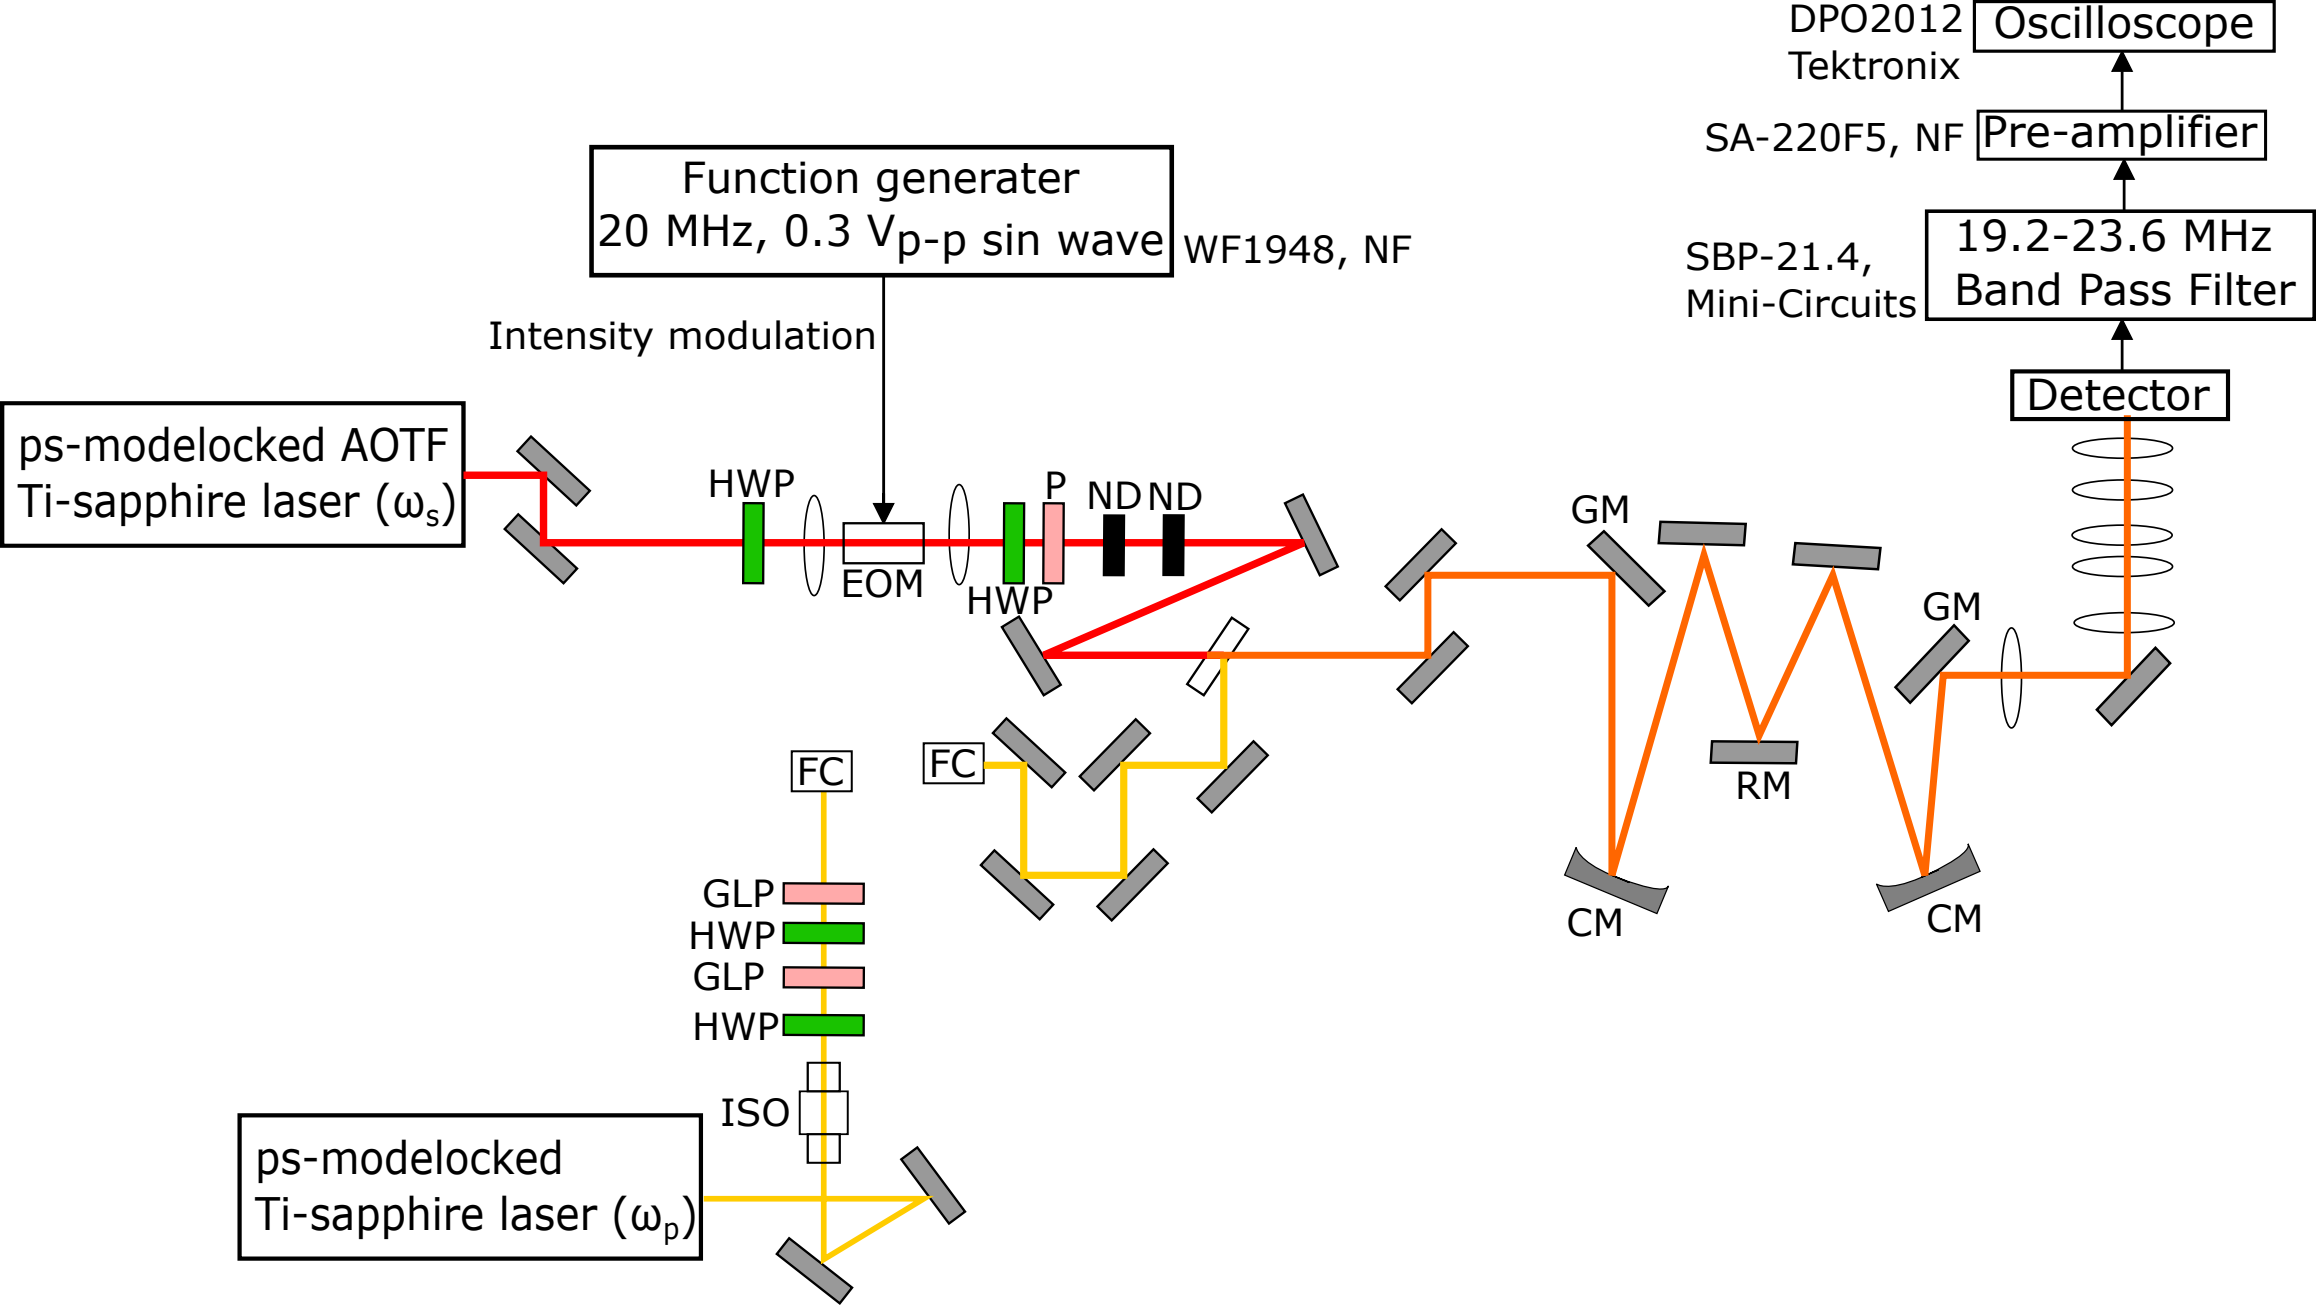 DPO2012
Tektronix
Oscilloscope
SA-220F5, NF
Pre-amplifier
SBP-21.4,
Mini-Circuits
19.2-23.6 MHz
Band Pass Filter
Detector
Function generater
20 MHz, 0.3 Vp-p sin wave
WF1948, NF
Intensity modulation
ps-modelocked AOTF
Ti-sapphire laser (ωs)
HWP
EOM
HWP
P
ND
ND
GM
GM
RM
CM
CM
FC
FC
GLP
HWP
GLP
HWP
ISO
ps-modelocked
Ti-sapphire laser (ωp)